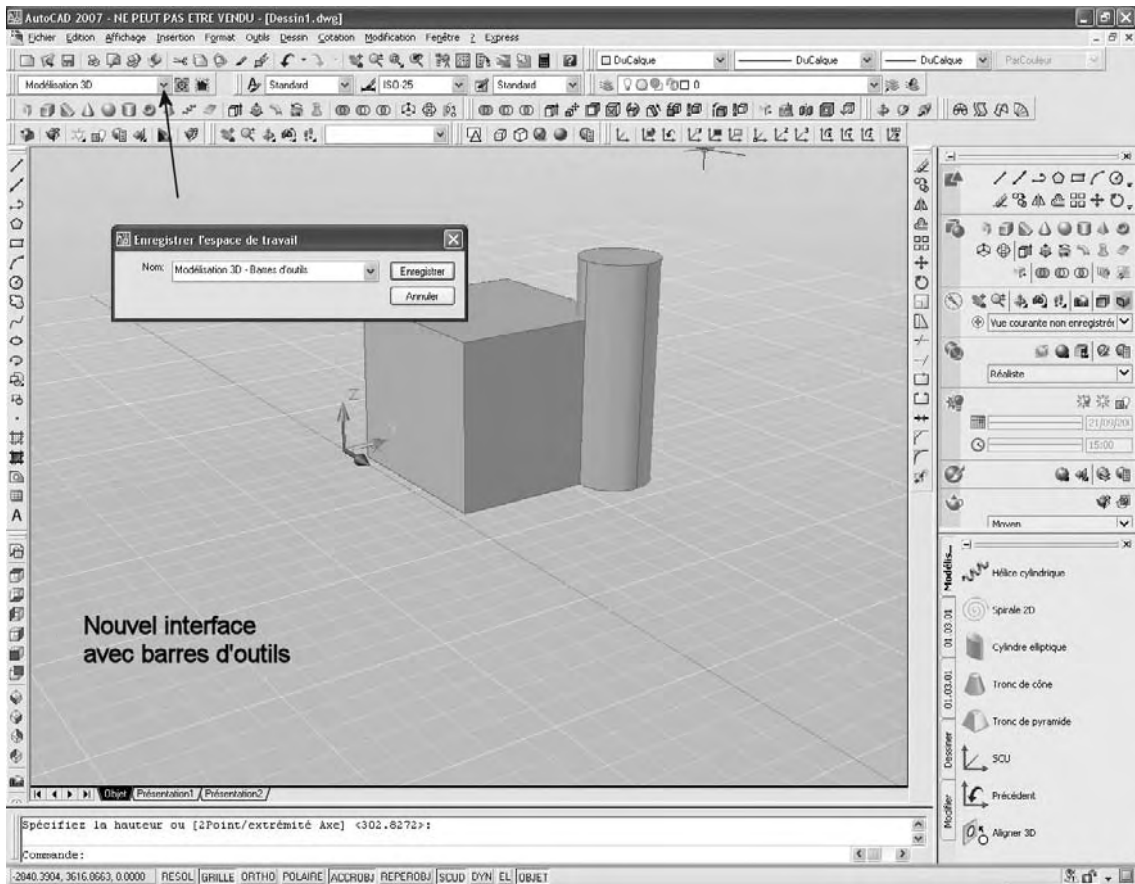 AutoCAD 2007 - NE PEUT PAS ETRE VENDU - [Dessin1.dwg]
Fichier Edition Affichage Insertion Format Outils Dessin Cotation Modification Fenêtre ? Express
DuCalque DuCalque DuCalque ParCouleur
Modélisation 3D Standard ISO-25 Standard 0
Enregistrer l'espace de travail
Nom: Modélisation 3D - Barres d'outils Enregistrer
Annuler
Z
Vue courante non enregistré
Réaliste
21/09/20
15:00
Moyen
Modélis...
01.03.01
01.03.01
Dessiner
Modifier
Hélice cylindrique
Spirale 2D
Cylindre elliptique
Tronc de cône
Tronc de pyramide
SCU
Précédent
Aligner 3D
Nouvel interface
avec barres d'outils
Objet Présentation1 Présentation2
Spécifiez la hauteur ou [2Point/extrémité Axe] <302.8272>:
Commande:
-2040.3904, 3616.0663, 0.0000 RESOL GRILLE ORTHO POLAIRE ACCROBJ REPEROBJ SCUD DYN EL OBJET